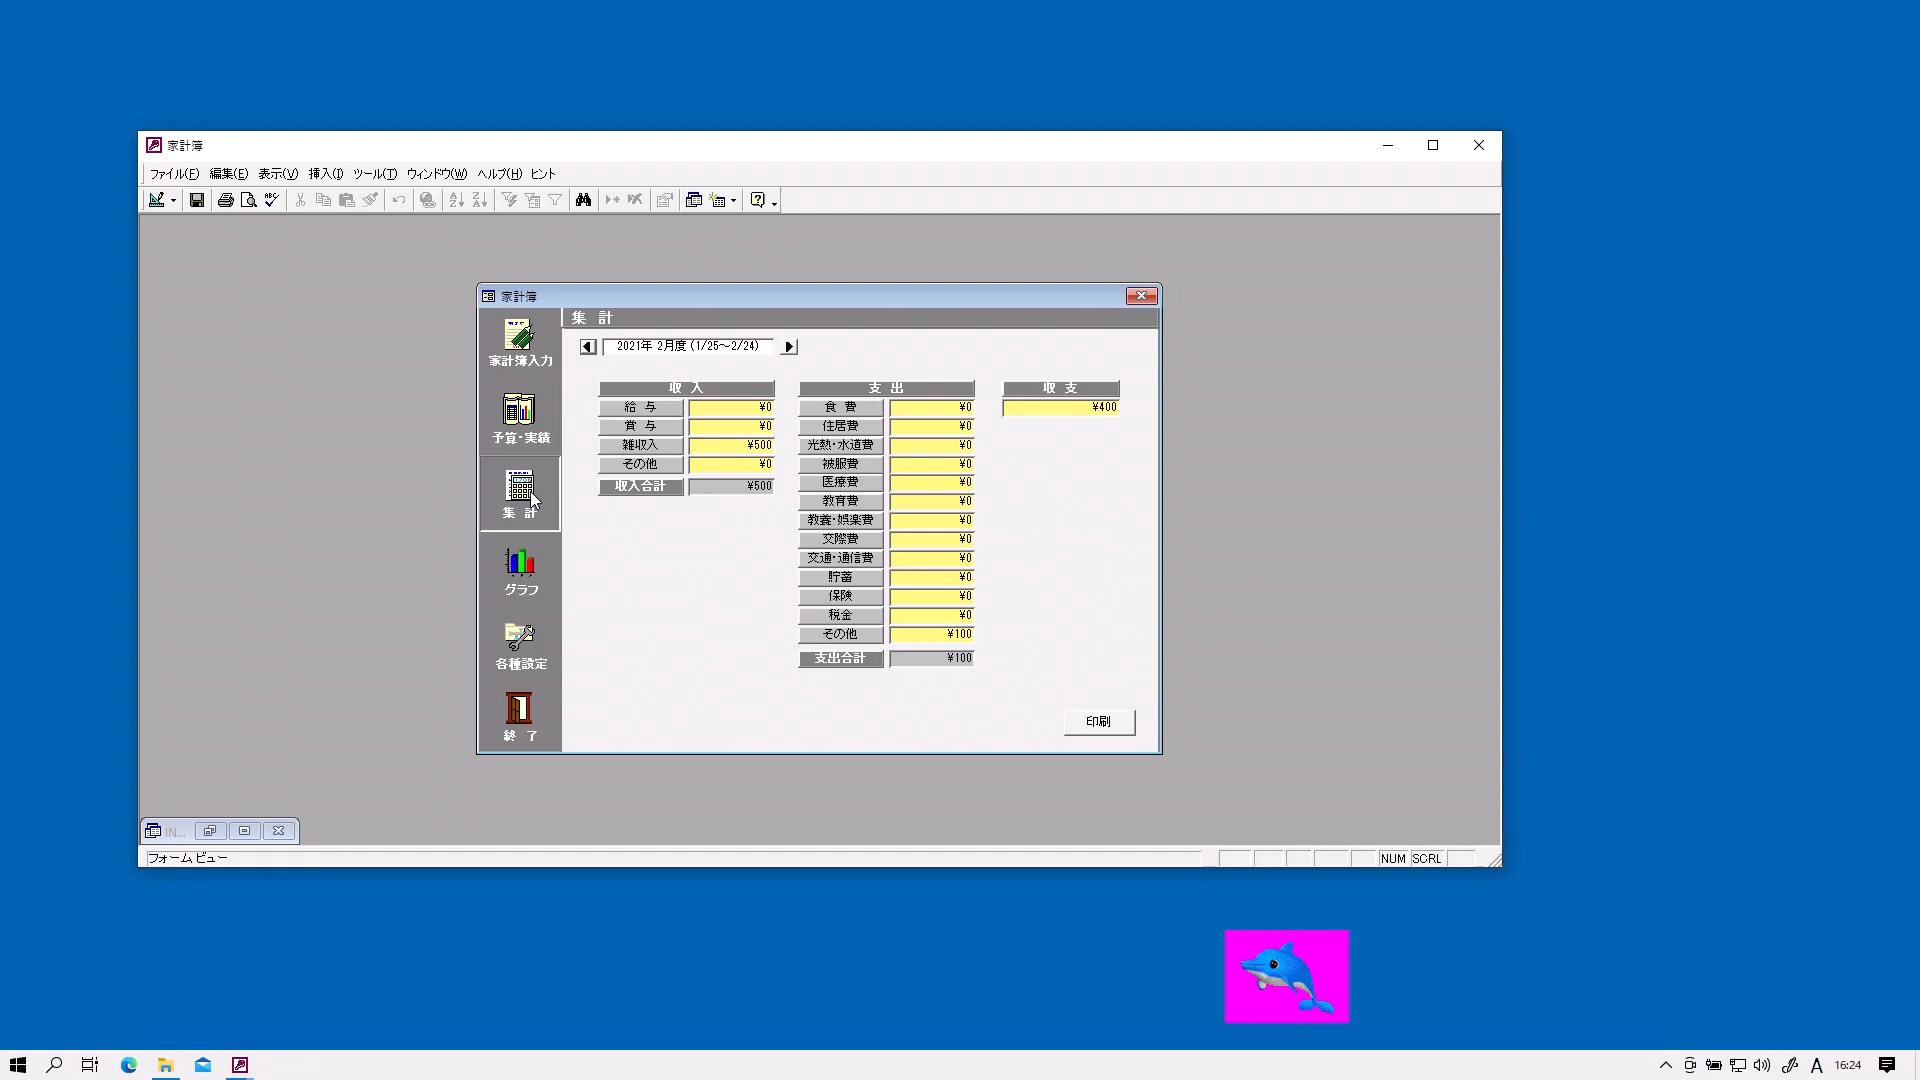 家計簿
ファイル(F) 編集(E) 表示(V) 挿入(I) ツール(T) ウィンドウ(W) ヘルプ(H) ヒント
家計簿
集 計
家計簿入力
予算・実績
集 計
グラフ
各種設定
終 了
2021年 2月度 (1/25～2/24)
収 入
給 与 ¥0
賞 与 ¥0
雑収入 ¥500
その他 ¥0
収入合計 ¥500
支 出
食 費 ¥0
住居費 ¥0
光熱・水道費 ¥0
被服費 ¥0
医療費 ¥0
教育費 ¥0
教養・娯楽費 ¥0
交際費 ¥0
交通・通信費 ¥0
貯蓄 ¥0
保険 ¥0
税金 ¥0
その他 ¥100
支出合計 ¥100
収 支
¥400
印刷
IN...
フォーム ビュー
NUM SCRL
A 16:24